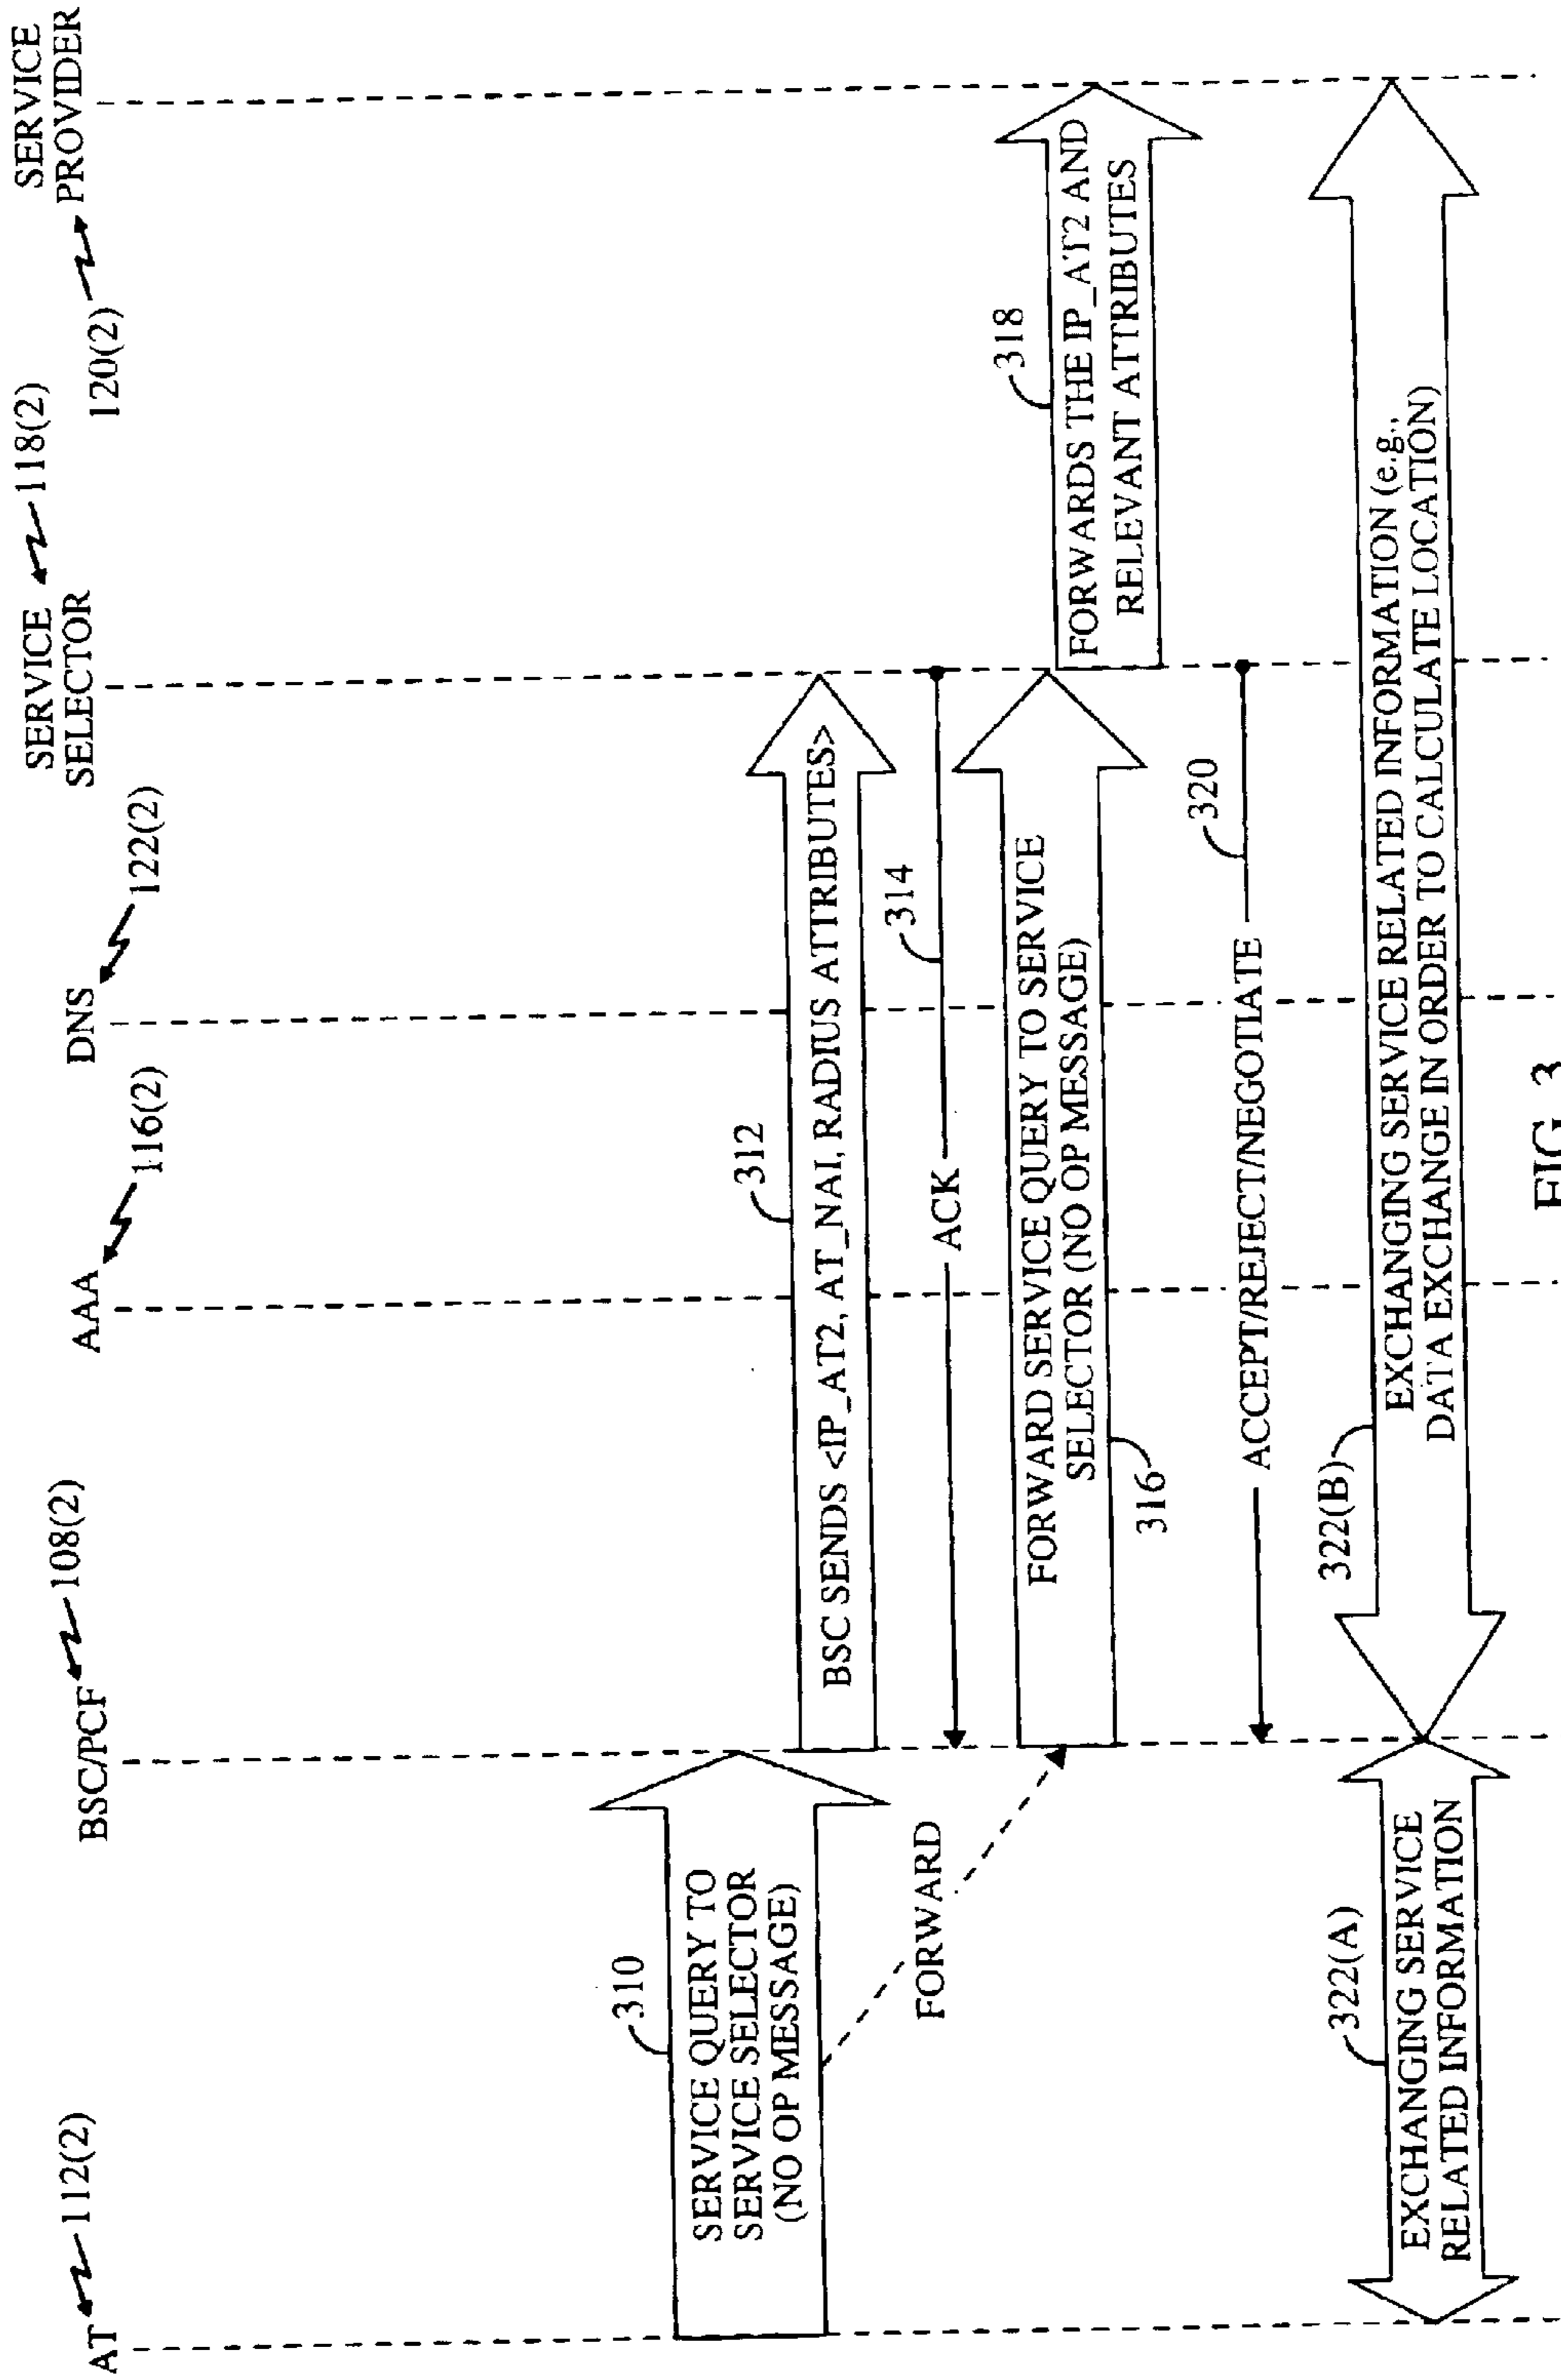 AT
112(2)
BSC/PCF
108(2)
AAA
116(2)
DNS
122(2)
SERVICE
SELECTOR
118(2)
SERVICE
PROVIDER
120(2)
310
SERVICE QUERY TO
SERVICE SELECTOR
(NO OP MESSAGE)
312
BSC SENDS <IP_AT2, AT_NAI, RADIUS ATTRIBUTES>
314
ACK
FORWARD
FORWARD SERVICE QUERY TO SERVICE
SELECTOR (NO OP MESSAGE)
316
318
FORWARDS THE IP_AT2 AND
RELEVANT ATTRIBUTES
320
ACCEPT/REJECT/NEGOTIATE
322(A)
EXCHANGING SERVICE
RELATED INFORMATION
322(B)
EXCHANGING SERVICE RELATED INFORMATION (e.g.,
DATA EXCHANGE IN ORDER TO CALCULATE LOCATION)
FIG. 3